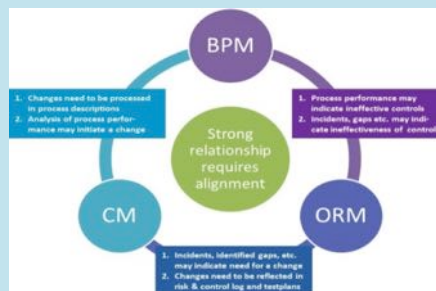 BPM
1. Changes need to be processed
in process descriptions
2. Analysis of process perfor-
mance may initiate a change
1. Process performance may
indicate ineffective controls
2. Incidents, gaps etc. may indi-
cate ineffectiveness of control
Strong
relationship
requires
alignment
CM
ORM
1. Incidents, identified gaps, etc.
may indicate need for a change
2. Changes need to be reflected in
risk & control log and testplans